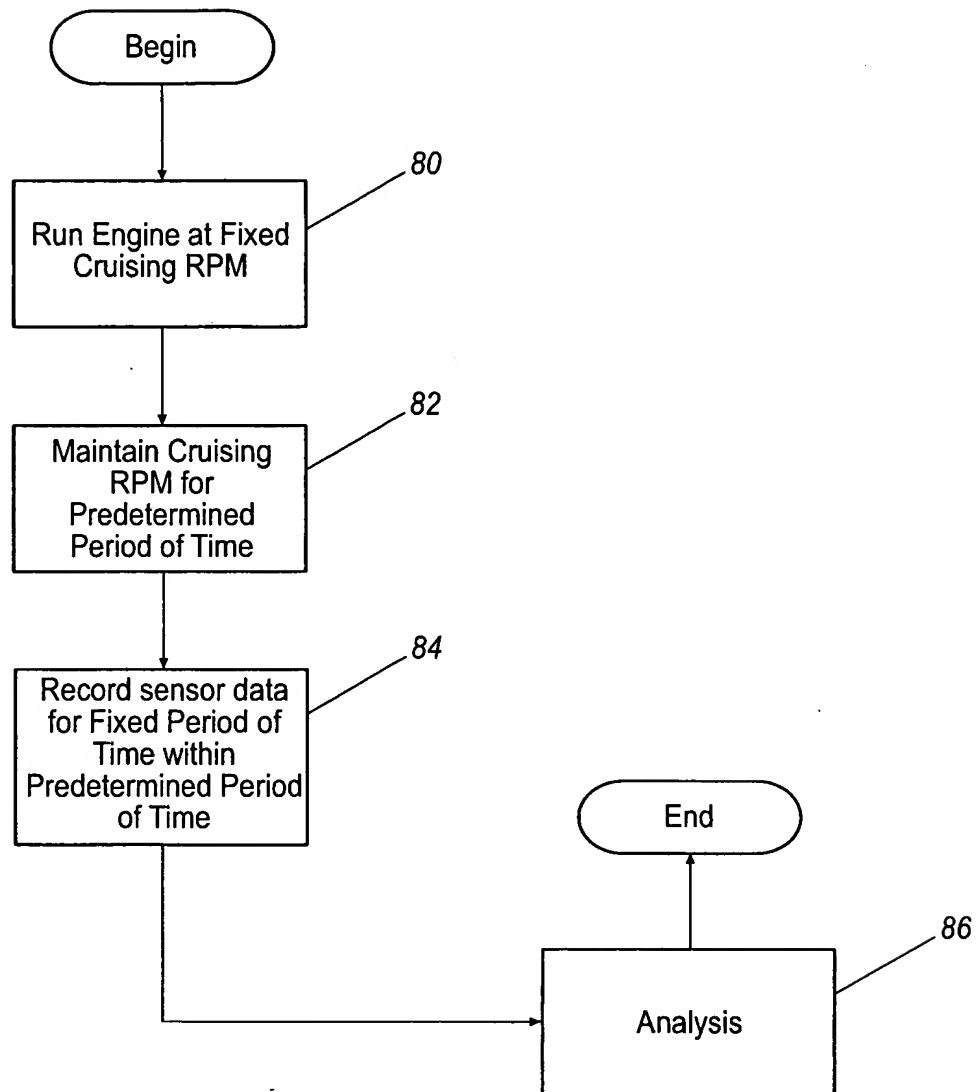 Begin
80
Run Engine at Fixed
Cruising RPM
82
Maintain Cruising
RPM for
Predetermined
Period of Time
84
Record sensor data
for Fixed Period of
Time within
Predetermined Period
of Time
End
86
Analysis